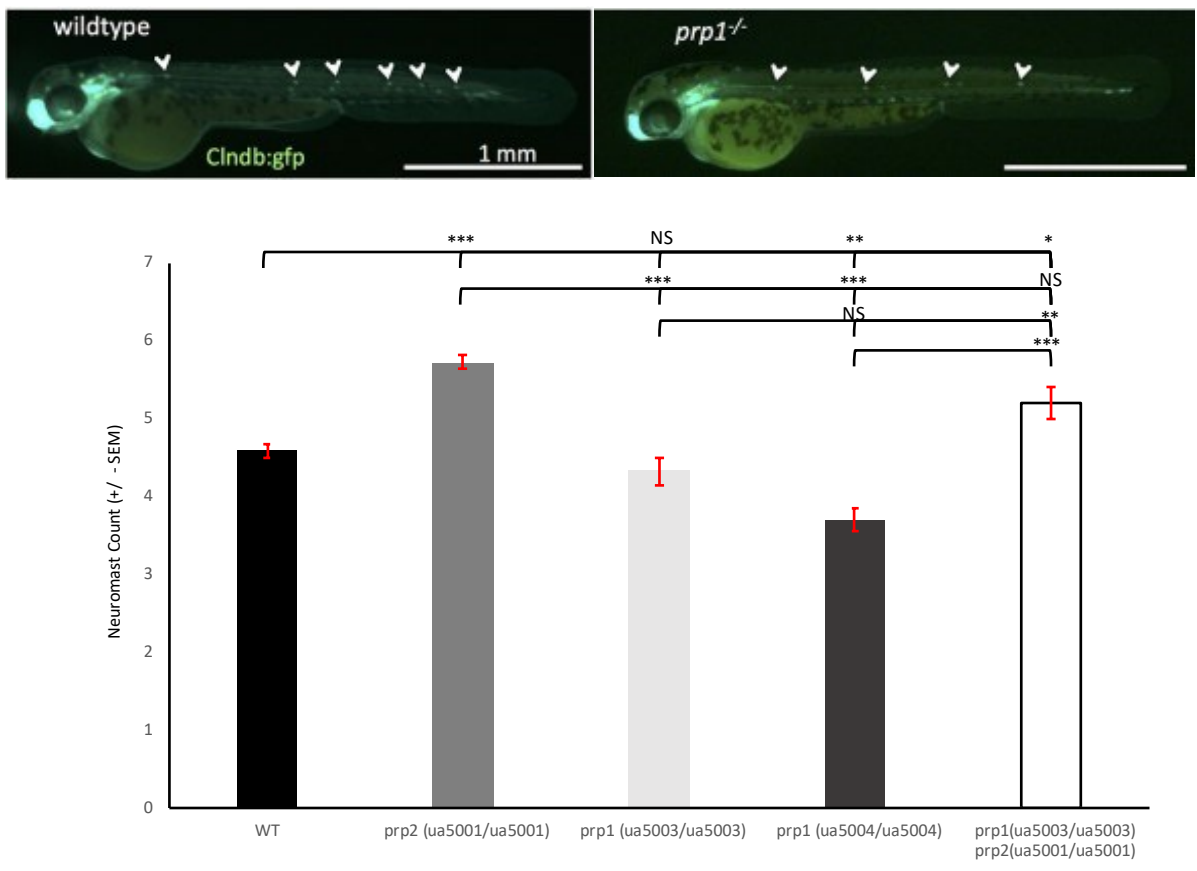 wildtype
prp1-/-
Clndb:gfp
1 mm
*** NS ** *
*** *** NS
NS **
***
7
6
5
4
3
2
1
0
Neuromast Count (+/ - SEM)
WT
prp2 (ua5001/ua5001)
prp1 (ua5003/ua5003)
prp1 (ua5004/ua5004)
prp1(ua5003/ua5003)
prp2(ua5001/ua5001)